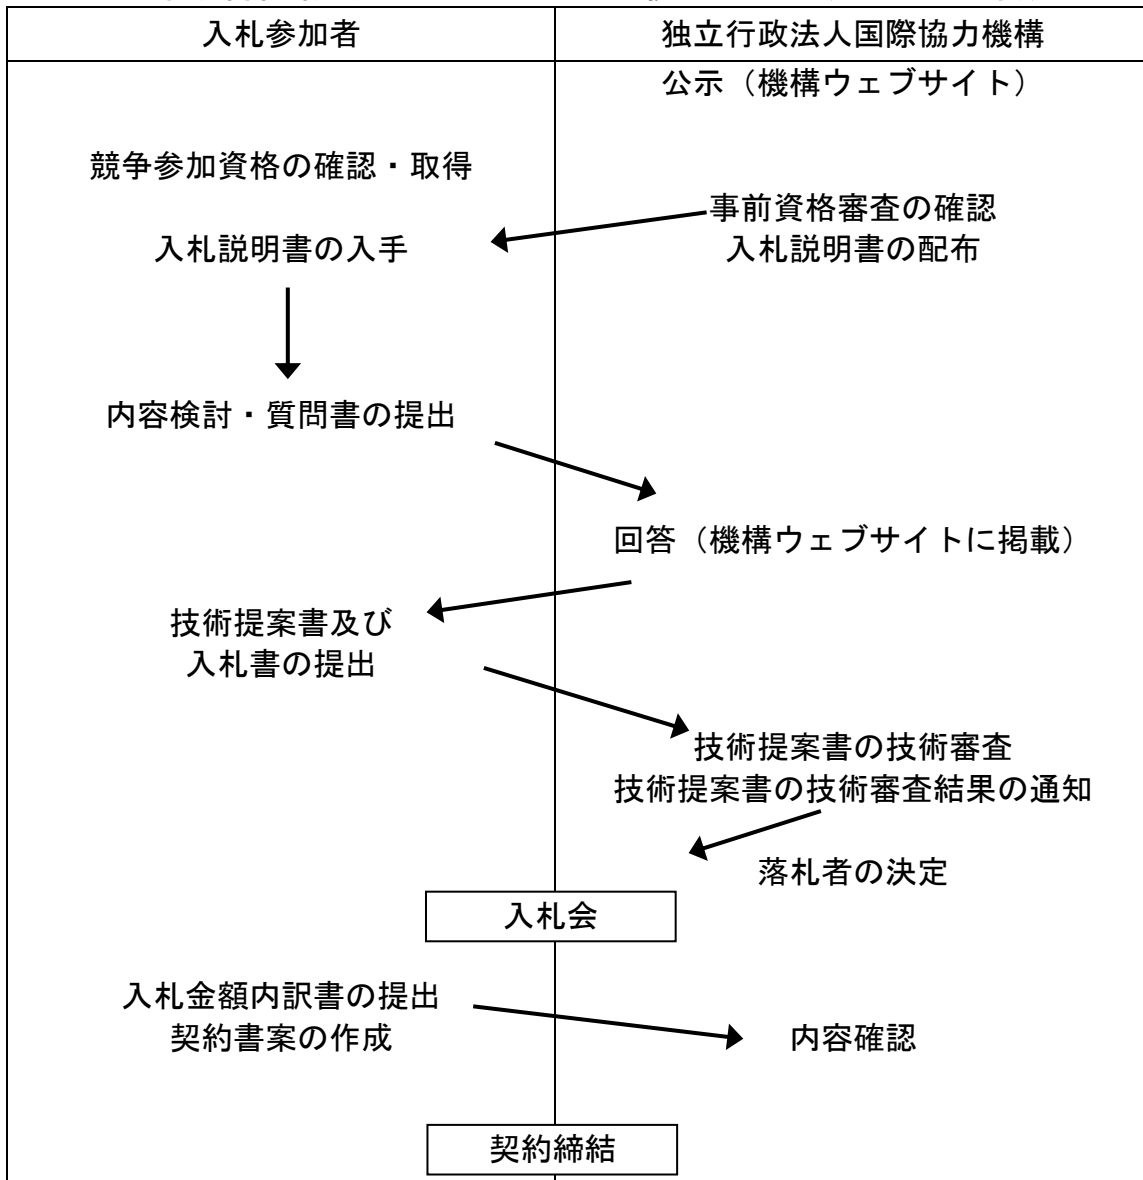 入札参加者
独立行政法人国際協力機構
公示（機構ウェブサイト）
競争参加資格の確認・取得
事前資格審査の確認
入札説明書の入手
入札説明書の配布
内容検討・質問書の提出
回答（機構ウェブサイトに掲載）
技術提案書及び
入札書の提出
技術提案書の技術審査
技術提案書の技術審査結果の通知
落札者の決定
入札会
入札金額内訳書の提出
契約書案の作成
内容確認
契約締結